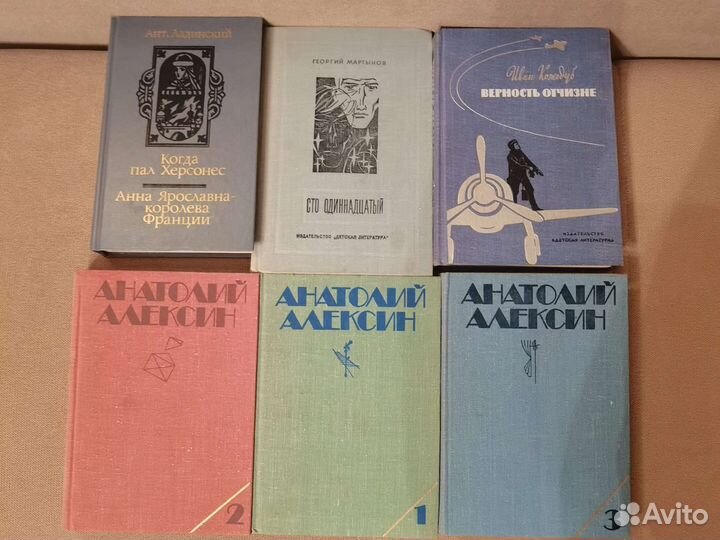 Ант. Ладинский
Когда
пал Херсонес
Анна Ярославна-
королева
Франции
ГЕОРГИЙ МАРТЫНОВ
СТО ОДИННАДЦАТЫЙ
ИЗДАТЕЛЬСТВО „ДЕТСКАЯ ЛИТЕРАТУРА"
Иван Кожедуб
ВЕРНОСТЬ ОТЧИЗНЕ
ИЗДАТЕЛЬСТВО
«ДЕТСКАЯ ЛИТЕРАТУРА»
АНАТОЛИЙ
АЛЕКСИН
2
АНАТОЛИЙ
АЛЕКСИН
1
АНАТОЛИЙ
АЛЕКСИН
3
Avito